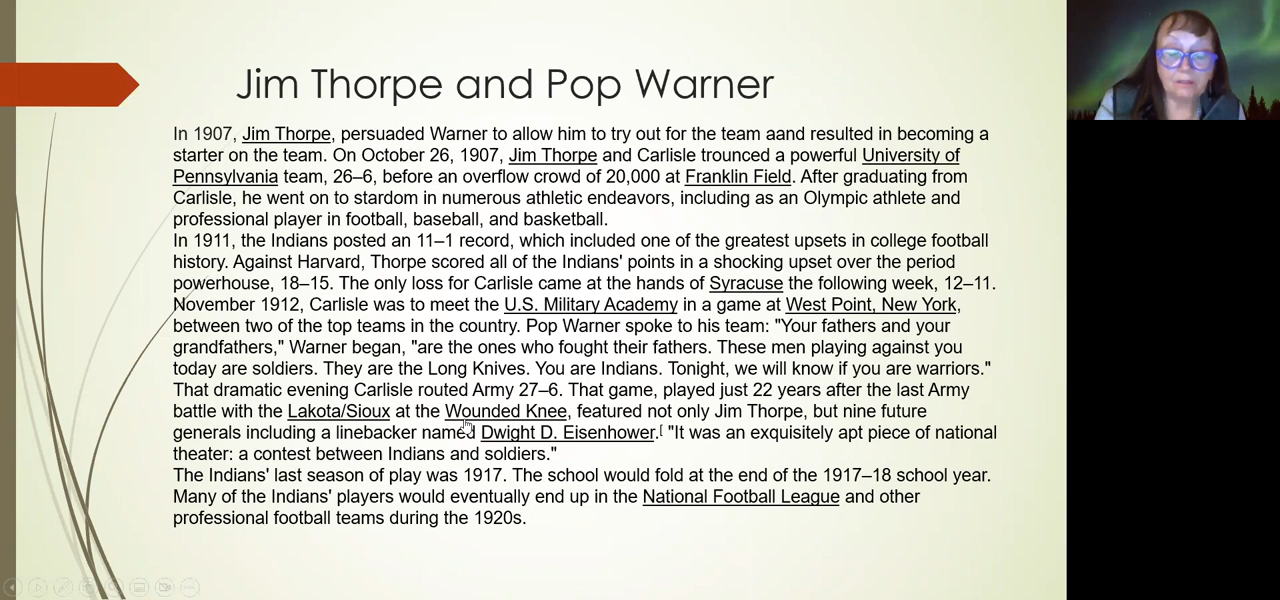 Jim Thorpe and Pop Warner
In 1907, Jim Thorpe, persuaded Warner to allow him to try out for the team aand resulted in becoming a
starter on the team. On October 26, 1907, Jim Thorpe and Carlisle trounced a powerful University of
Pennsylvania team, 26–6, before an overflow crowd of 20,000 at Franklin Field. After graduating from
Carlisle, he went on to stardom in numerous athletic endeavors, including as an Olympic athlete and
professional player in football, baseball, and basketball.
In 1911, the Indians posted an 11–1 record, which included one of the greatest upsets in college football
history. Against Harvard, Thorpe scored all of the Indians' points in a shocking upset over the period
powerhouse, 18–15. The only loss for Carlisle came at the hands of Syracuse the following week, 12–11.
November 1912, Carlisle was to meet the U.S. Military Academy in a game at West Point, New York,
between two of the top teams in the country. Pop Warner spoke to his team: "Your fathers and your
grandfathers," Warner began, "are the ones who fought their fathers. These men playing against you
today are soldiers. They are the Long Knives. You are Indians. Tonight, we will know if you are warriors."
That dramatic evening Carlisle routed Army 27–6. That game, played just 22 years after the last Army
battle with the Lakota/Sioux at the Wounded Knee, featured not only Jim Thorpe, but nine future
generals including a linebacker named Dwight D. Eisenhower.[ "It was an exquisitely apt piece of national
theater: a contest between Indians and soldiers."
The Indians' last season of play was 1917. The school would fold at the end of the 1917–18 school year.
Many of the Indians' players would eventually end up in the National Football League and other
professional football teams during the 1920s.